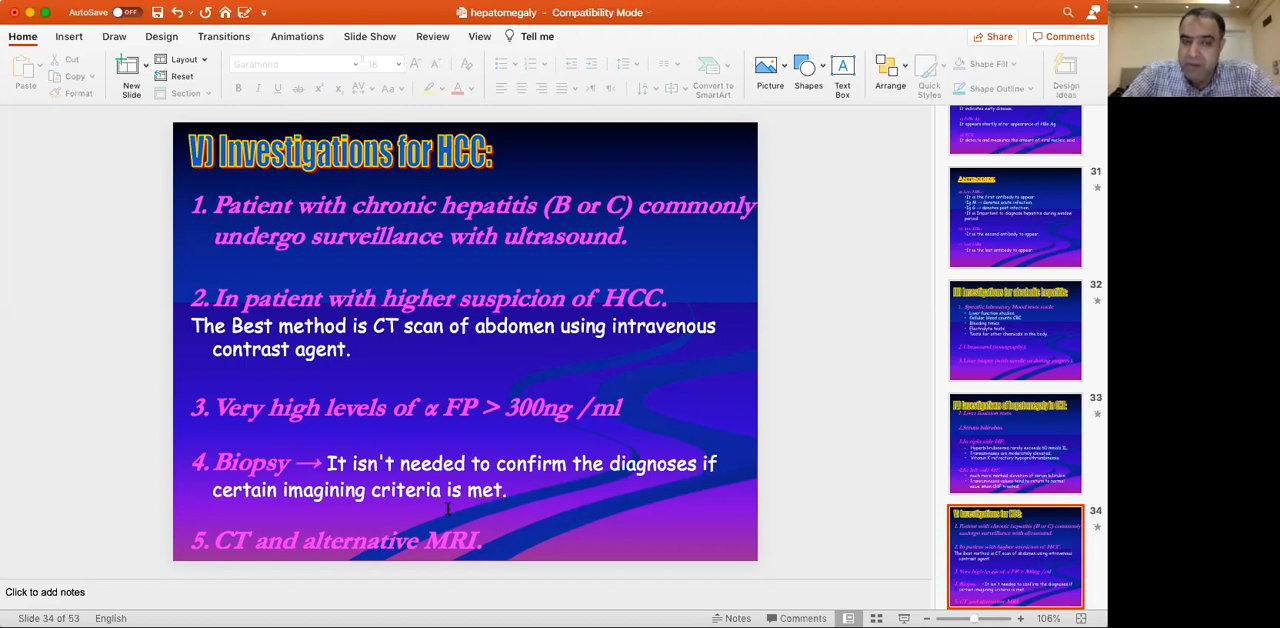 AutoSave OFF
hepatomegaly - Compatibility Mode
Home Insert Draw Design Transitions Animations Slide Show Review View Tell me
Share Comments
Paste
Cut
Copy
Format
New Slide
Layout
Reset
Section
Garamond 18
Convert to SmartArt
Picture
Shapes
Text Box
Arrange
Quick Styles
Shape Fill
Shape Outline
Design Ideas
V) Investigations for HCC:
1. Patient with chronic hepatitis (B or C) commonly
undergo surveillance with ultrasound.
2. In patient with higher suspicion of HCC.
The Best method is CT scan of abdomen using intravenous
contrast agent.
3. Very high levels of α FP > 300ng /ml
4. Biopsy → It isn't needed to confirm the diagnoses if
certain imagining criteria is met.
5. CT and alternative MRI.
31
32
33
34
Click to add notes
Slide 34 of 53 English
Notes Comments
106%